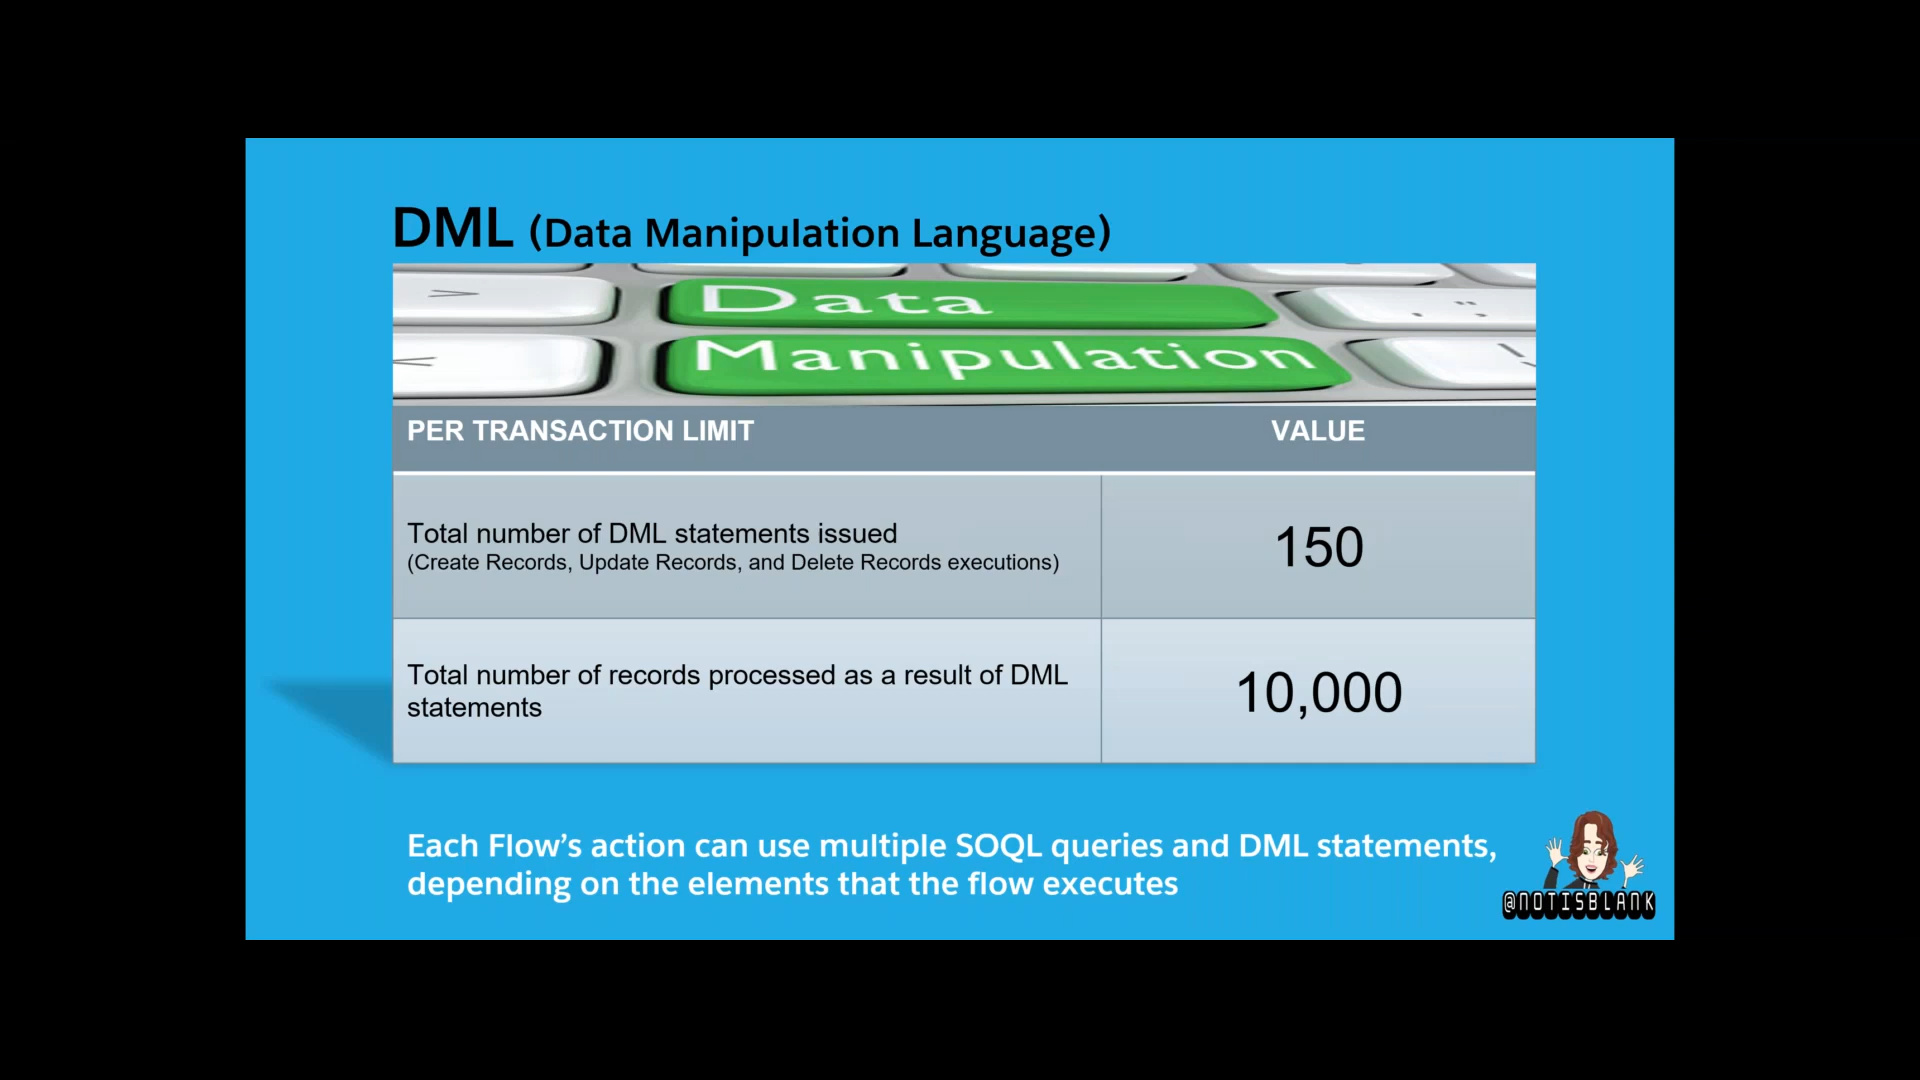 DML (Data Manipulation Language)
Data
Manipulation
PER TRANSACTION LIMIT VALUE
Total number of DML statements issued
(Create Records, Update Records, and Delete Records executions)
150
Total number of records processed as a result of DML
statements
10,000
Each Flow’s action can use multiple SOQL queries and DML statements,
depending on the elements that the flow executes
@NOTISBLANK